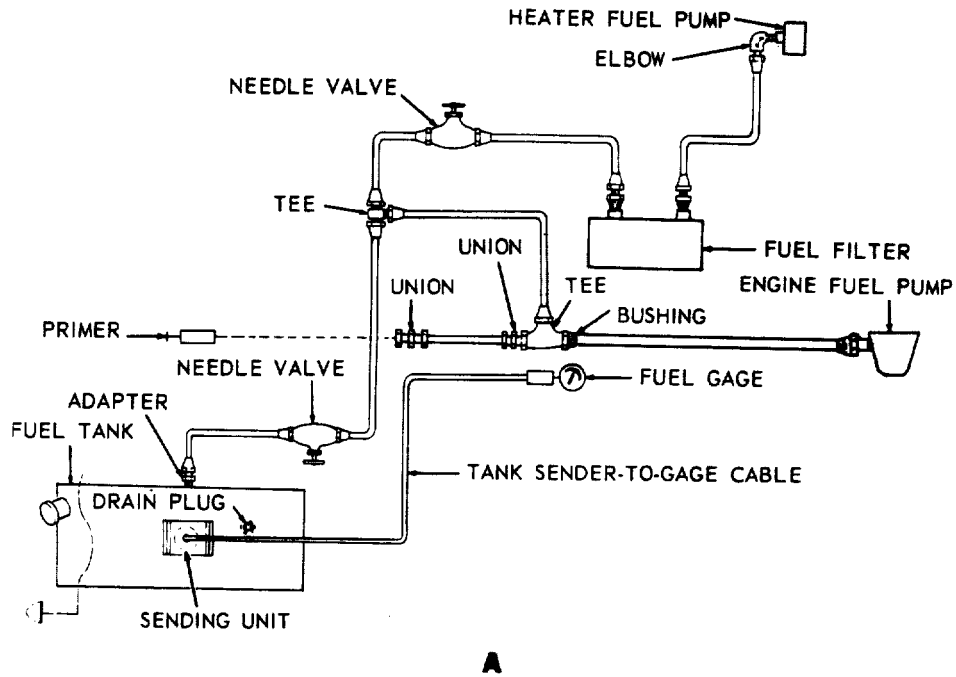 HEATER FUEL PUMP
ELBOW
NEEDLE VALVE
TEE
UNION
FUEL FILTER
UNION
TEE
ENGINE FUEL PUMP
BUSHING
PRIMER
NEEDLE VALVE
FUEL GAGE
ADAPTER
FUEL TANK
TANK SENDER-TO-GAGE CABLE
DRAIN PLUG
SENDING UNIT
A